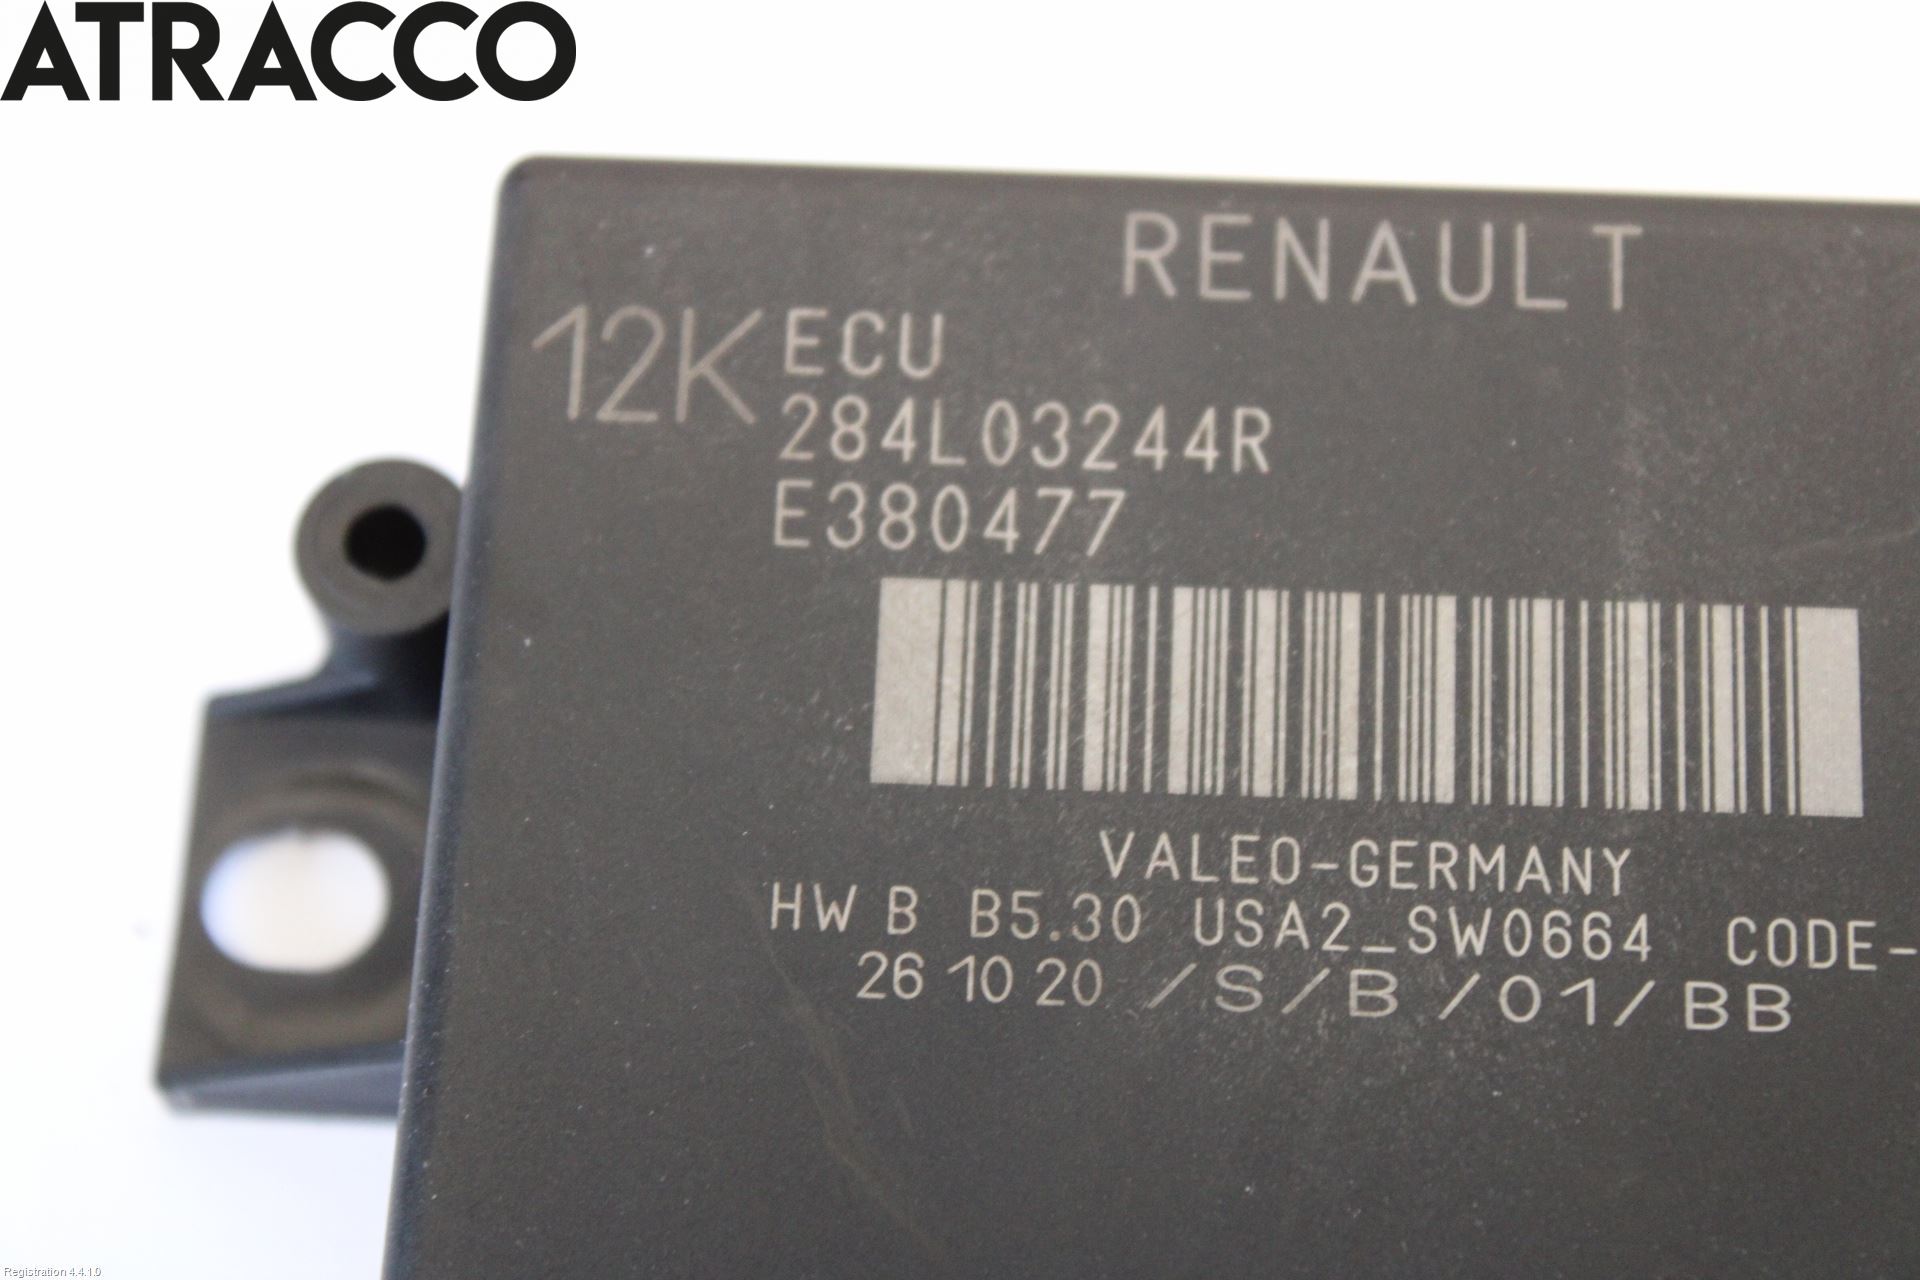 ATRACCO
RENAULT
12K ECU
284L03244R
E380477
VALEO-GERMANY
HW B B5.30 USA2_SW0664 CODE-
26 10 20 /S/B/01/BB
Registration 4.4.1.0